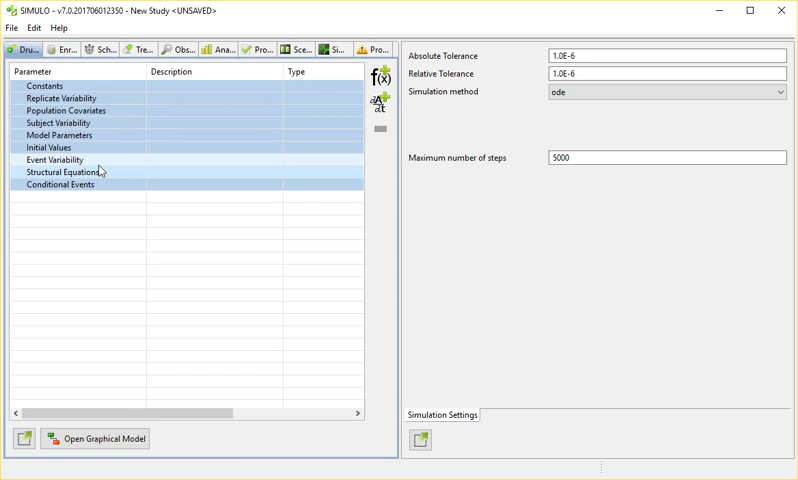 SIMULO - v7.0.201706012350 - New Study <UNSAVED>
File Edit Help
Dru... Enr... Sch... Tre... Obs... Ana... Pro... Sce... Si... Pro...
Parameter Description Type
Constants
Replicate Variability
Population Covariates
Subject Variability
Model Parameters
Initial Values
Event Variability
Structural Equations
Conditional Events
f(x)
dA
dt
Open Graphical Model
Absolute Tolerance 1.0E-6
Relative Tolerance 1.0E-6
Simulation method ode
Maximum number of steps 5000
Simulation Settings